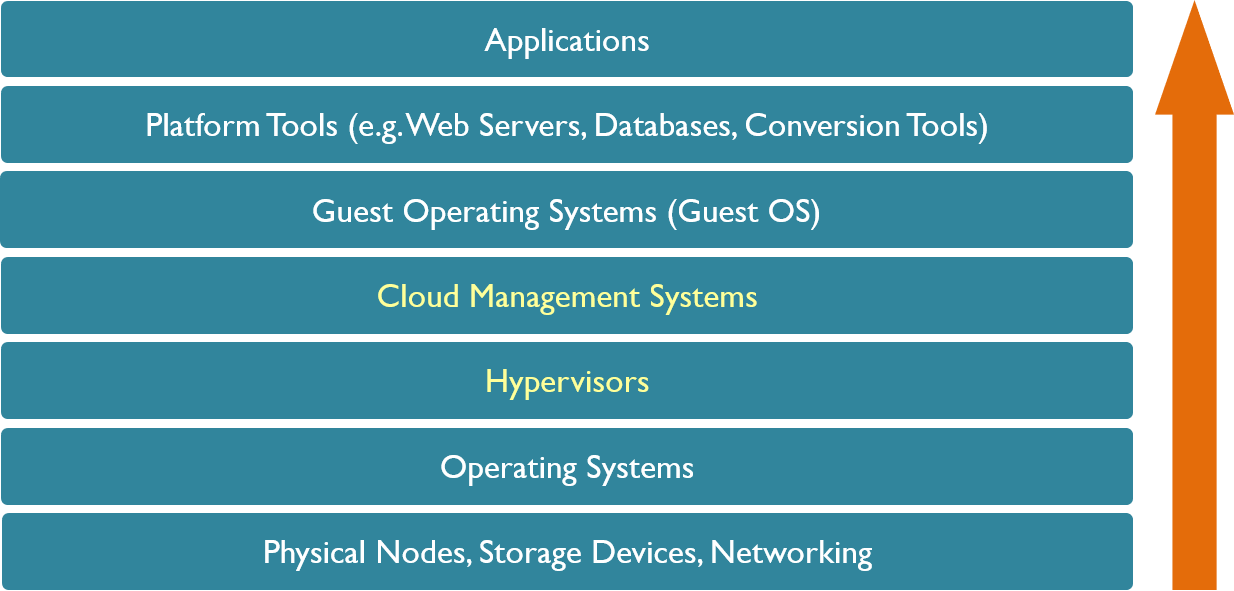 Applications
Platform Tools (e.g. Web Servers, Databases, Conversion Tools)
Guest Operating Systems (Guest OS)
Cloud Management Systems
Hypervisors
Operating Systems
Physical Nodes, Storage Devices, Networking